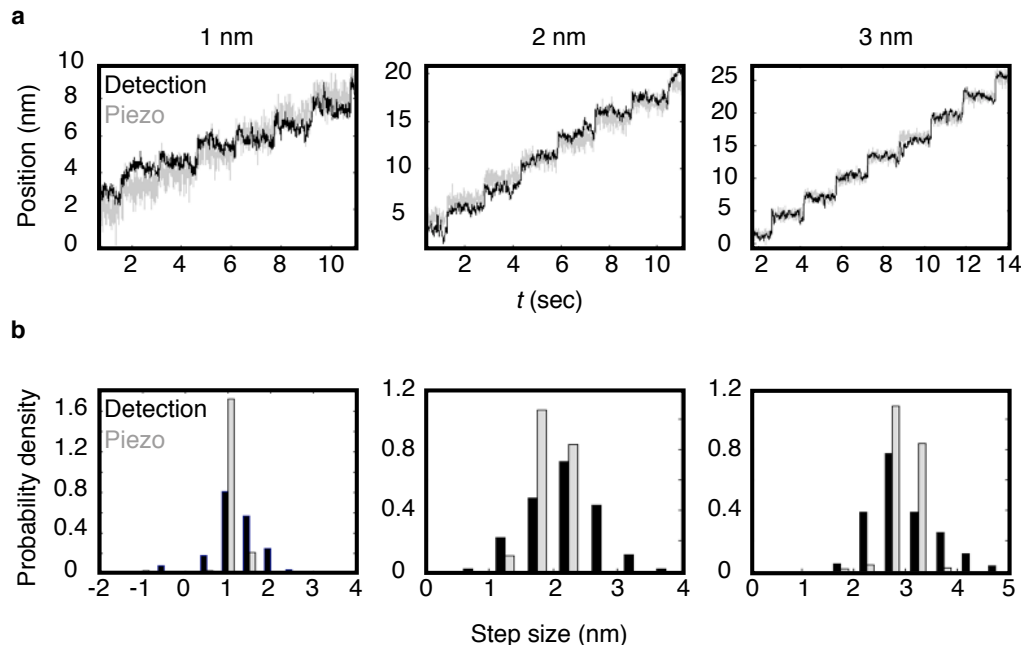 a
1 nm 2 nm 3 nm
10 8 6 4 2 0
20 15 10 5
25 20 15 10 5 0
Detection
Piezo
Position (nm)
2 4 6 8 10
2 4 6 8 10
2 4 6 8 10 12 14
t (sec)
b
1.6 0.8 0.4 0
1.2 0.8 0.4 0
1.2 0.8 0.4 0
Detection
Piezo
Probability density
-2 -1 0 1 2 3 4
0 1 2 3 4
0 1 2 3 4 5
Step size (nm)